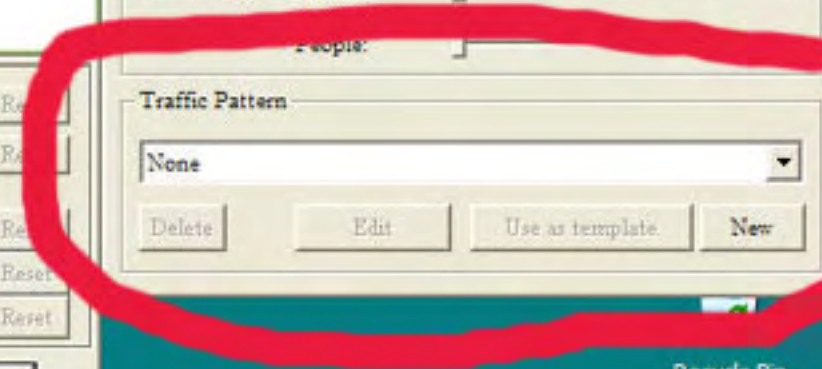 People:
Traffic Pattern
None
Delete Edit Use as template New
Reset
Reset